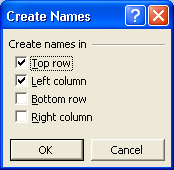 Create Names
Create names in
Top row
Left column
Bottom row
Right column
OK
Cancel